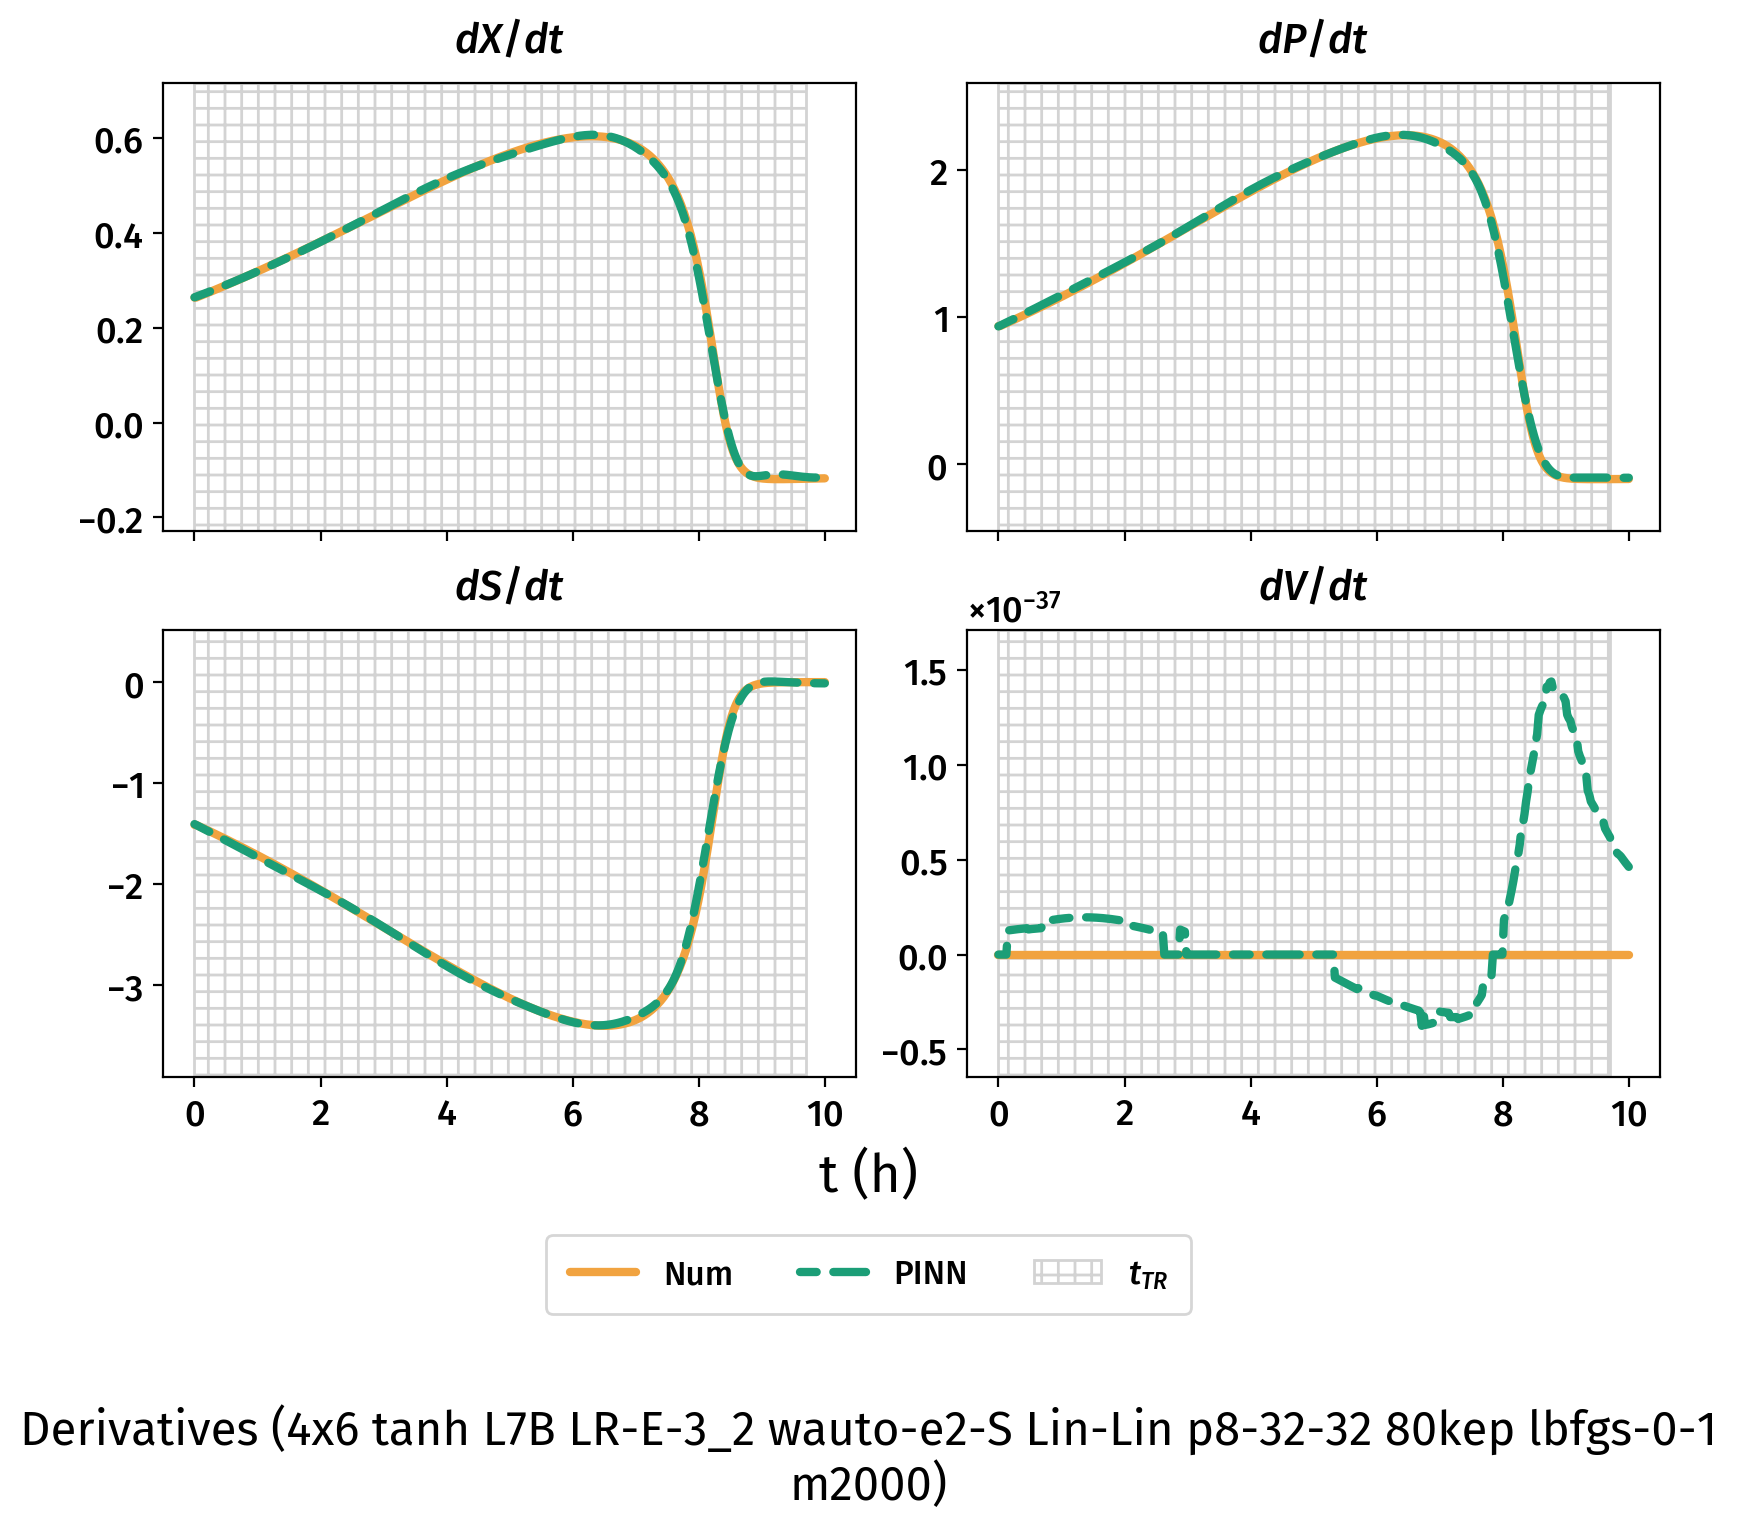 dX/dt
dP/dt
0.6
0.4
0.2
0.0
−0.2
2
1
0
dS/dt
dV/dt
×10⁻³⁷
0
−1
−2
−3
1.5
1.0
0.5
0.0
−0.5
0 2 4 6 8 10
0 2 4 6 8 10
t (h)
Num PINN t_TR
Derivatives (4x6 tanh L7B LR-E-3_2 wauto-e2-S Lin-Lin p8-32-32 80kep lbfgs-0-1
m2000)